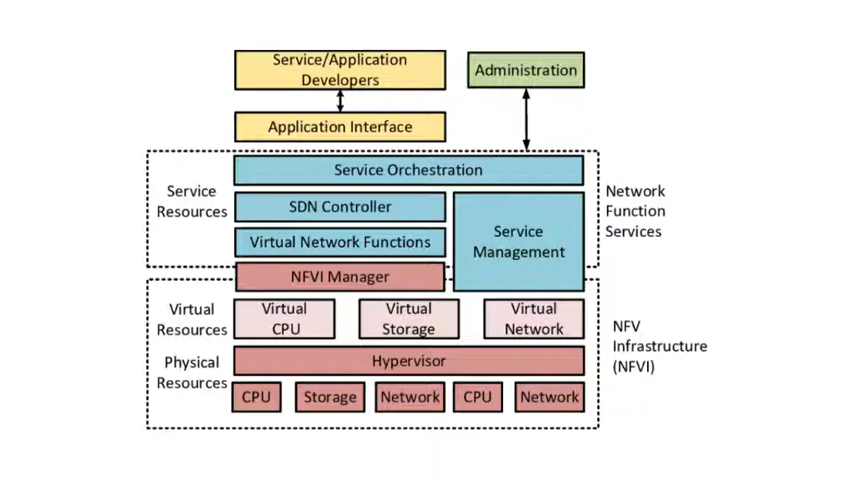 Service/Application
Developers
Administration
Application Interface
Service Orchestration
Service
Resources
SDN Controller
Virtual Network Functions
Service
Management
Network
Function
Services
NFVI Manager
Virtual
Resources
Virtual
CPU
Virtual
Storage
Virtual
Network
NFV
Infrastructure
(NFVI)
Physical
Resources
Hypervisor
CPU
Storage
Network
CPU
Network